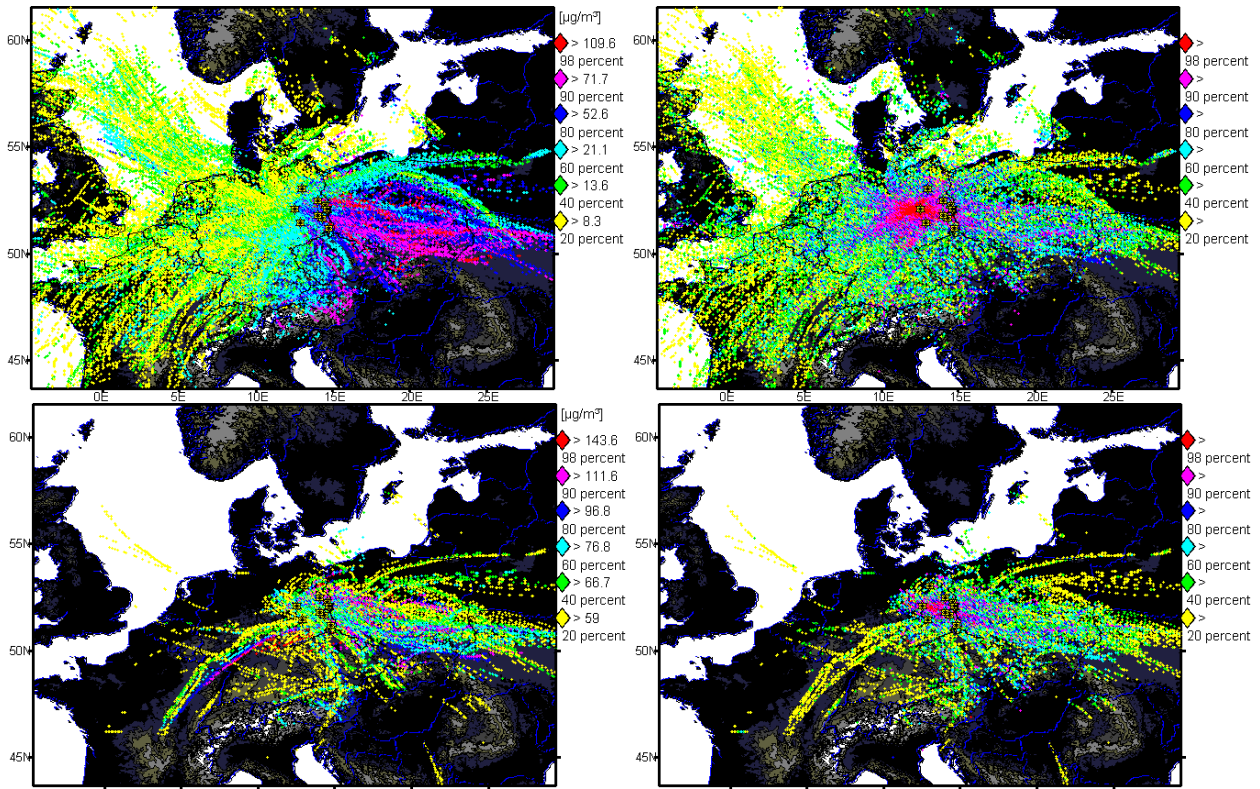 [µg/m³]
60N
55N
50N
45N
> 109.6
98 percent
> 71.7
90 percent
> 52.6
80 percent
> 21.1
60 percent
> 13.6
40 percent
> 8.3
20 percent
0E 5E 10E 15E 20E 25E
60N
55N
50N
45N
>
98 percent
>
90 percent
>
80 percent
>
60 percent
>
40 percent
>
20 percent
0E 5E 10E 15E 20E 25E
[µg/m³]
60N
55N
50N
45N
> 143.6
98 percent
> 111.6
90 percent
> 96.8
80 percent
> 76.8
60 percent
> 66.7
40 percent
> 59
20 percent
60N
55N
50N
45N
>
98 percent
>
90 percent
>
80 percent
>
60 percent
>
40 percent
>
20 percent